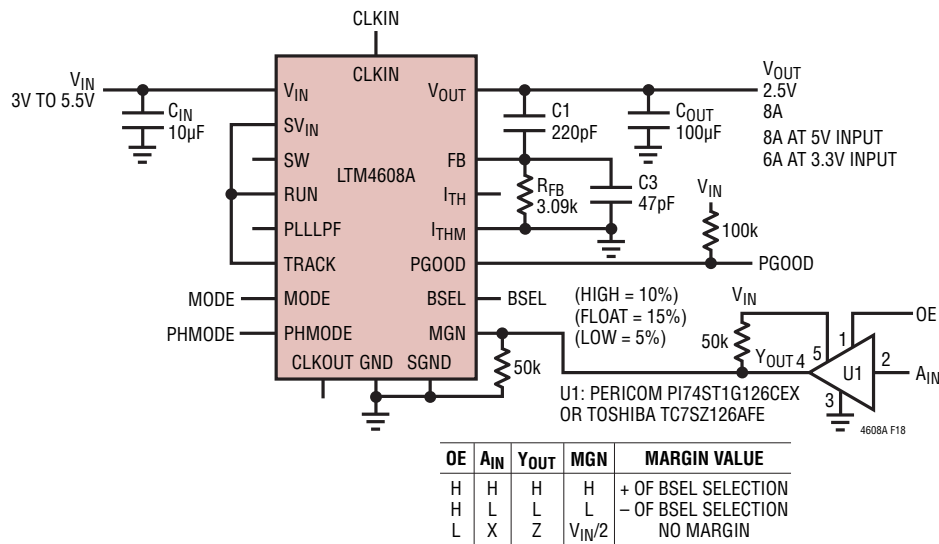 CLKIN
V_IN
3V TO 5.5V
C_IN
10µF
CLKIN
V_IN
SV_IN
SW
RUN
PLLLPF
TRACK
MODE
PHMODE
MODE
PHMODE
LTM4608A
V_OUT
FB
I_TH
I_THM
PGOOD
BSEL
MGN
CLKOUT GND SGND
C1
220pF
C_OUT
100µF
V_OUT
2.5V
8A
8A AT 5V INPUT
6A AT 3.3V INPUT
R_FB
3.09k
C3
47pF
V_IN
100k
PGOOD
BSEL
(HIGH = 10%)
(FLOAT = 15%)
(LOW = 5%)
50k
V_IN
50k
Y_OUT 4
5
1
2
3
U1
OE
A_IN
U1: PERICOM PI74ST1G126CEX
OR TOSHIBA TC7SZ126AFE
4608A F18
OE A_IN Y_OUT MGN MARGIN VALUE
H H H H + OF BSEL SELECTION
H L L L – OF BSEL SELECTION
L X Z V_IN/2 NO MARGIN